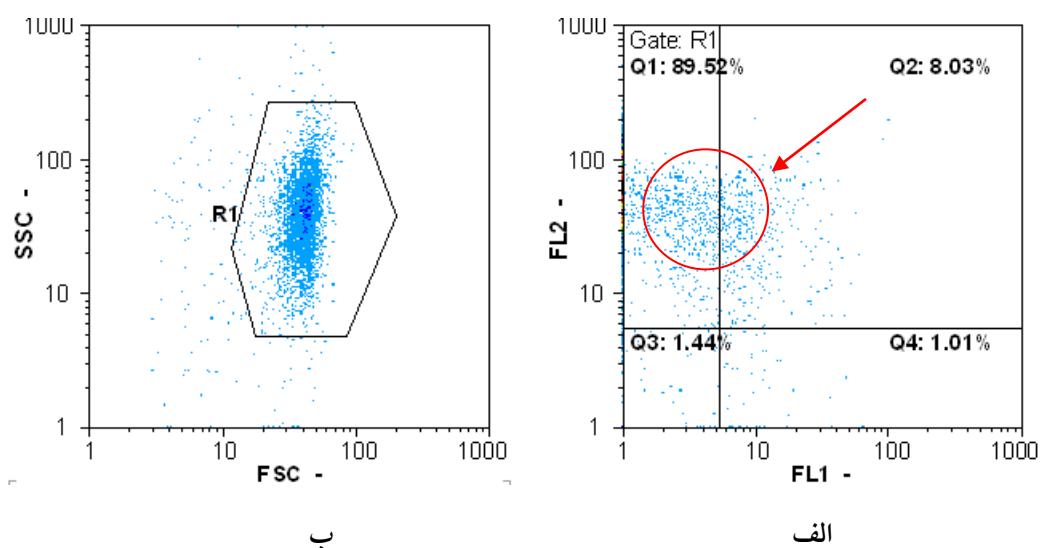 1000
100
10
1
SSC -
R1
1 10 100 1000
FSC -
ب
1000
100
10
1
FL2 -
Gate: R1
Q1: 89.52% Q2: 8.03%
Q3: 1.44% Q4: 1.01%
1 10 100 1000
FL1 -
الف